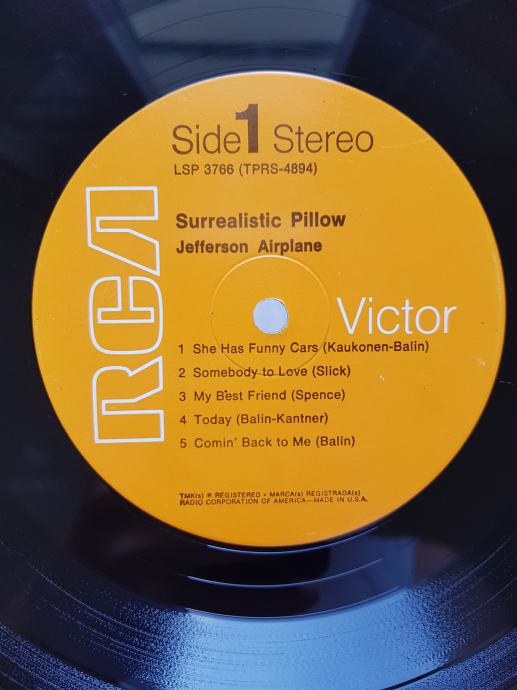 Side 1 Stereo
LSP 3766 (TPRS-4894)
Surrealistic Pillow
Jefferson Airplane
RCA
Victor
1 She Has Funny Cars (Kaukonen-Balin)
2 Somebody to Love (Slick)
3 My Best Friend (Spence)
4 Today (Balin-Kantner)
5 Comin' Back to Me (Balin)
TMK(s) ® REGISTERED • MARCA(s) REGISTRADA(s)
RADIO CORPORATION OF AMERICA—MADE IN U.S.A.